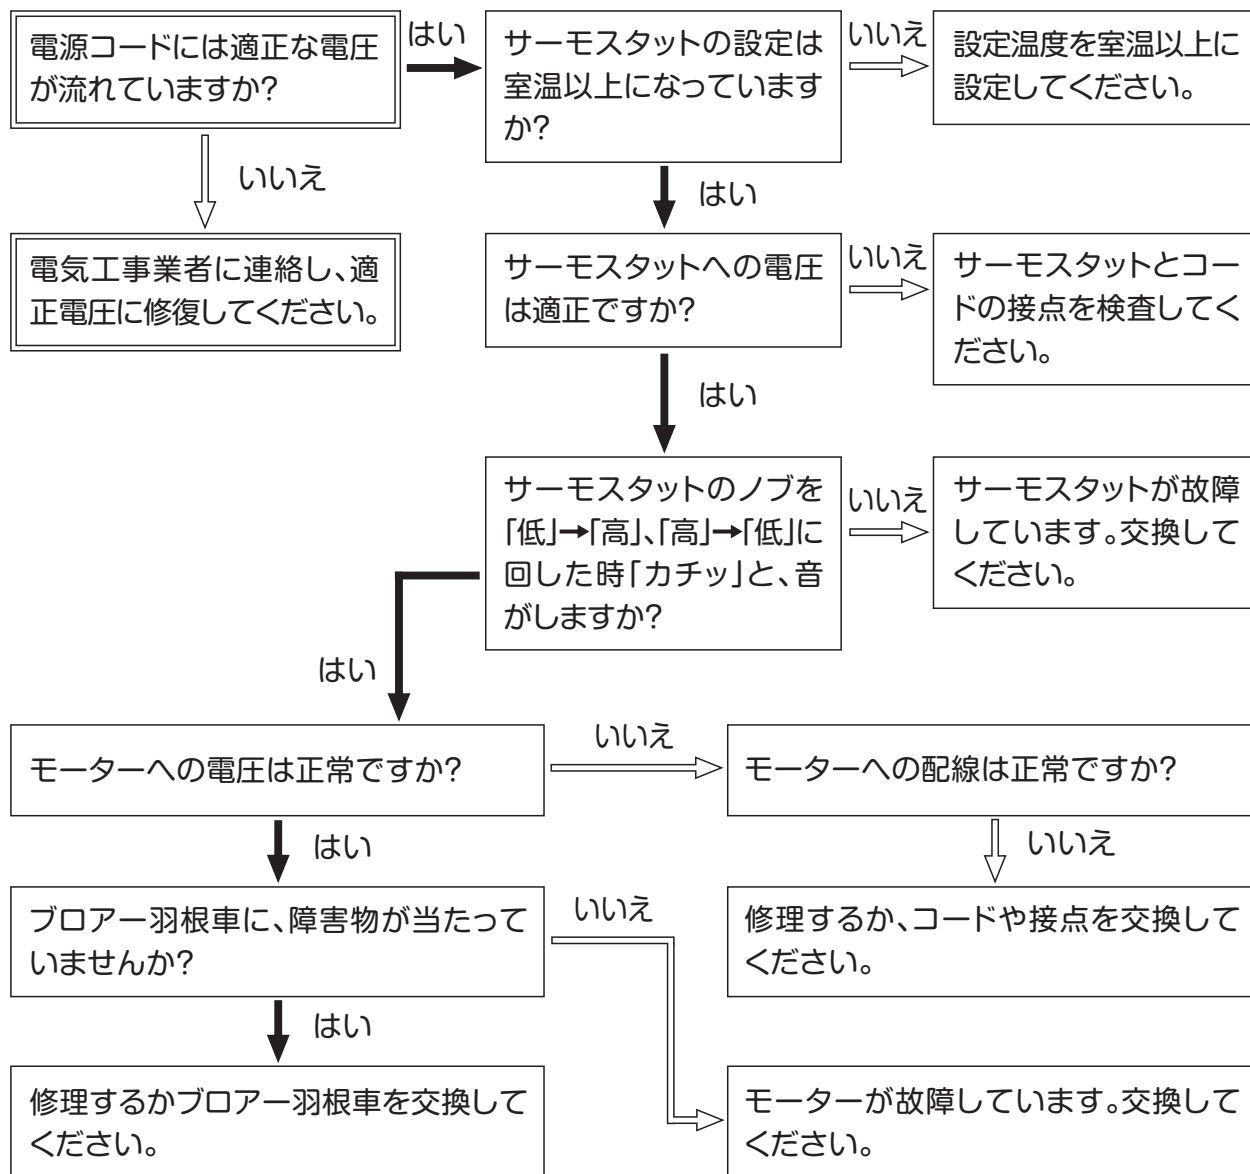 電源コードには適正な電圧
が流れていますか？
はい
サーモスタットの設定は
室温以上になっています
か？
いいえ
設定温度を室温以上に
設定してください。
いいえ
はい
電気工事業者に連絡し、適
正電圧に修復してください。
サーモスタットへの電圧
は適正ですか？
いいえ
サーモスタットとコー
ドの接点を検査してく
ださい。
はい
サーモスタットのノブを
「低」→「高」、「高」→「低」に
回した時「カチッ」と、音
がしますか？
いいえ
サーモスタットが故障
しています。交換して
ください。
はい
モーターへの電圧は正常ですか？
いいえ
モーターへの配線は正常ですか？
はい
いいえ
ブロアー羽根車に、障害物が当たって
いませんか？
いいえ
修理するか、コードや接点を交換して
ください。
はい
修理するかブロアー羽根車を交換して
ください。
モーターが故障しています。交換して
ください。